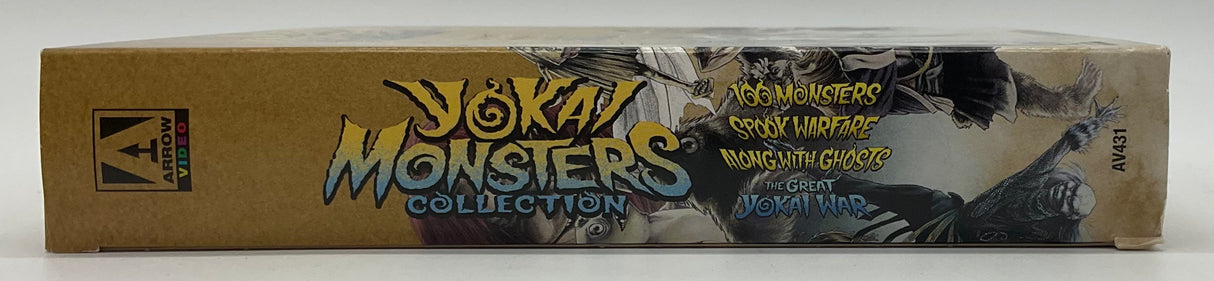 ARROW
VIDEO
YOKAI
MONSTERS
COLLECTION
100 MONSTERS
SPOOK WARFARE
ALONG WITH GHOSTS
THE GREAT
YOKAI WAR
AV431